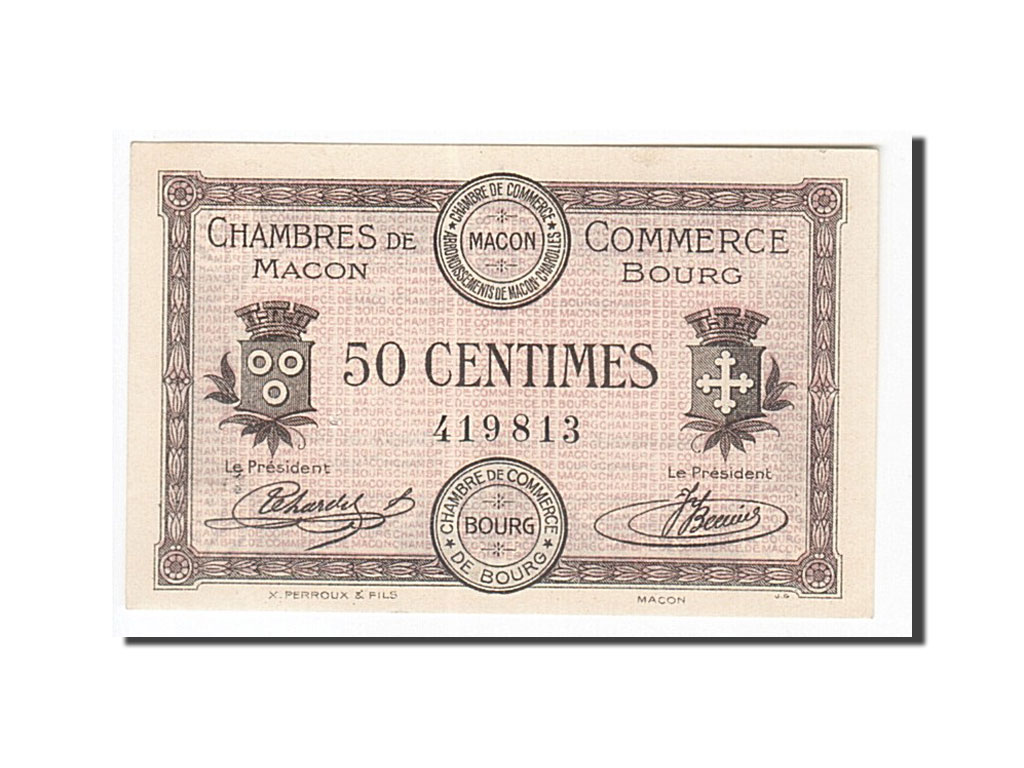 CHAMBRES DE COMMERCE
MACON BOURG
CHAMBRE DE COMMERCE
MACON
ARRONDISSEMENTS DE MACON-CHAROLLES
50 CENTIMES
419813
Le Président
Le Président
CHAMBRE DE COMMERCE
BOURG
DE BOURG
X. PERROUX & FILS
MACON
J.G